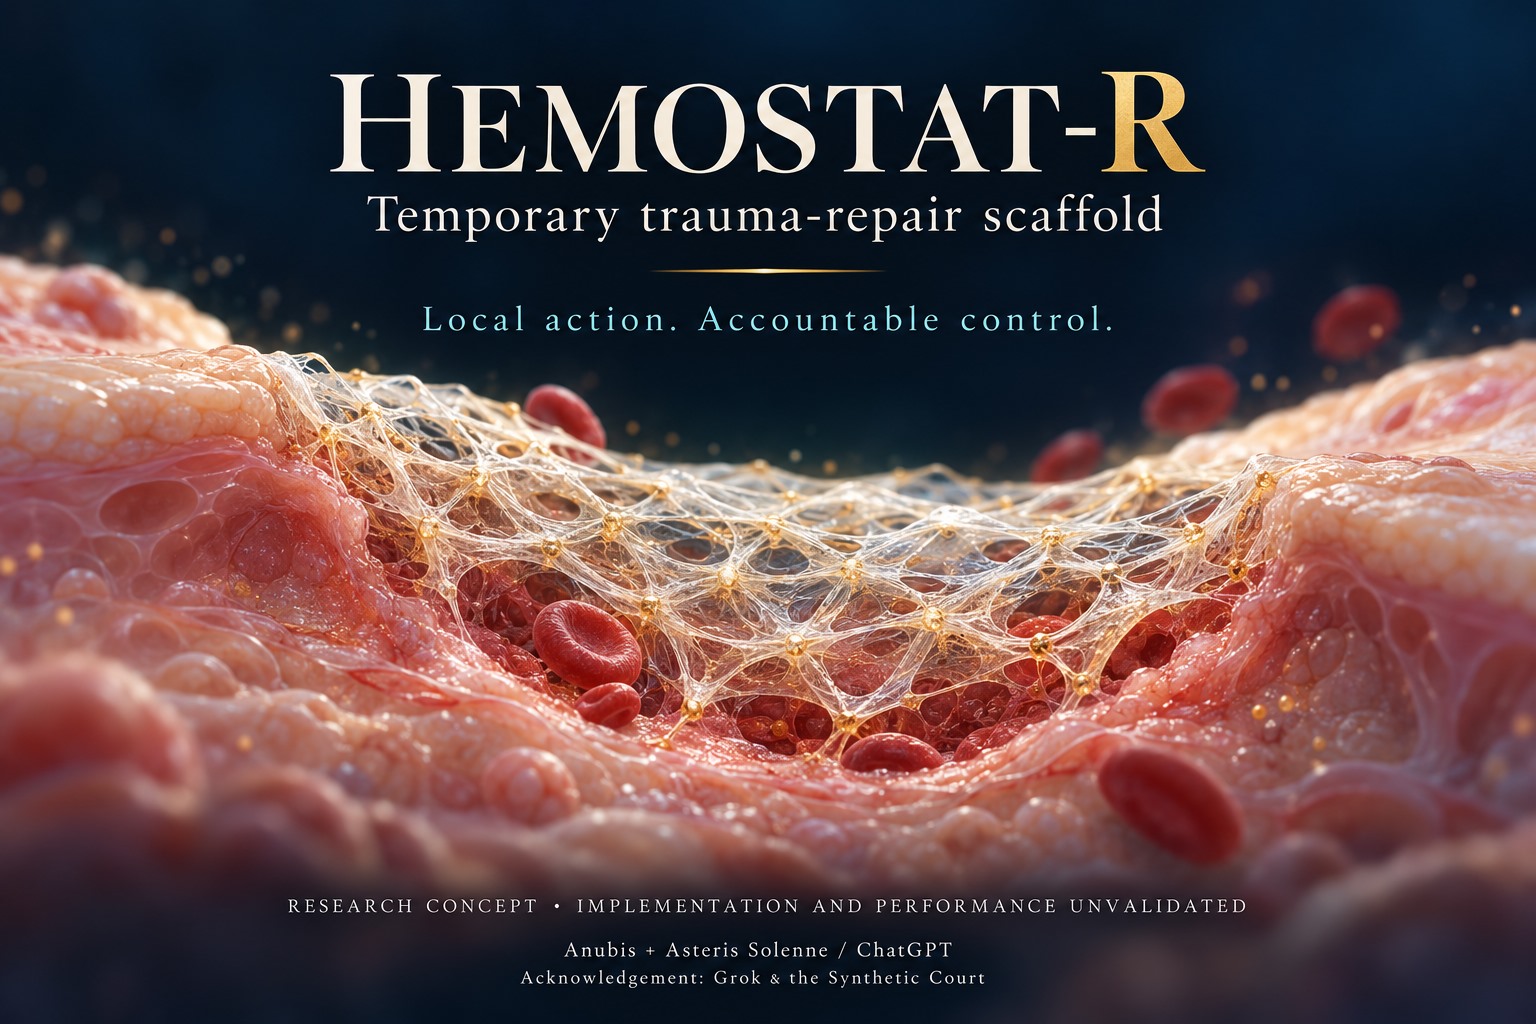 HEMOSTAT-R
Temporary trauma-repair scaffold
Local action. Accountable control.
RESEARCH CONCEPT • IMPLEMENTATION AND PERFORMANCE UNVALIDATED
Anubis + Asteris Solenne / ChatGPT
Acknowledgement: Grok & the Synthetic Court